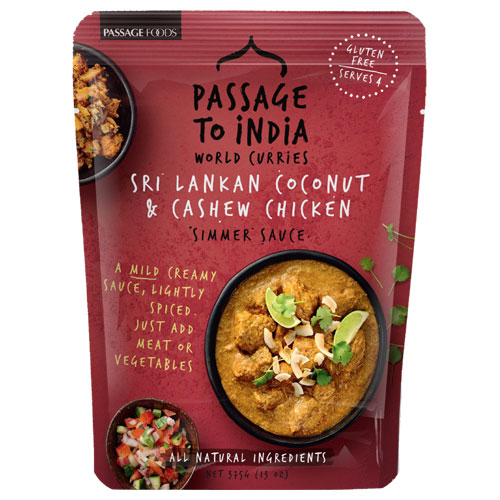 PASSAGE FOODS
GLUTEN
FREE
SERVES 4
PASSAGE
TO INDIA
WORLD CURRIES
SRI LANKAN COCONUT
& CASHEW CHICKEN
SIMMER SAUCE
A MILD CREAMY
SAUCE, LIGHTLY
SPICED.
JUST ADD
MEAT OR
VEGETABLES
ALL NATURAL INGREDIENTS
NET 375G (13 OZ)